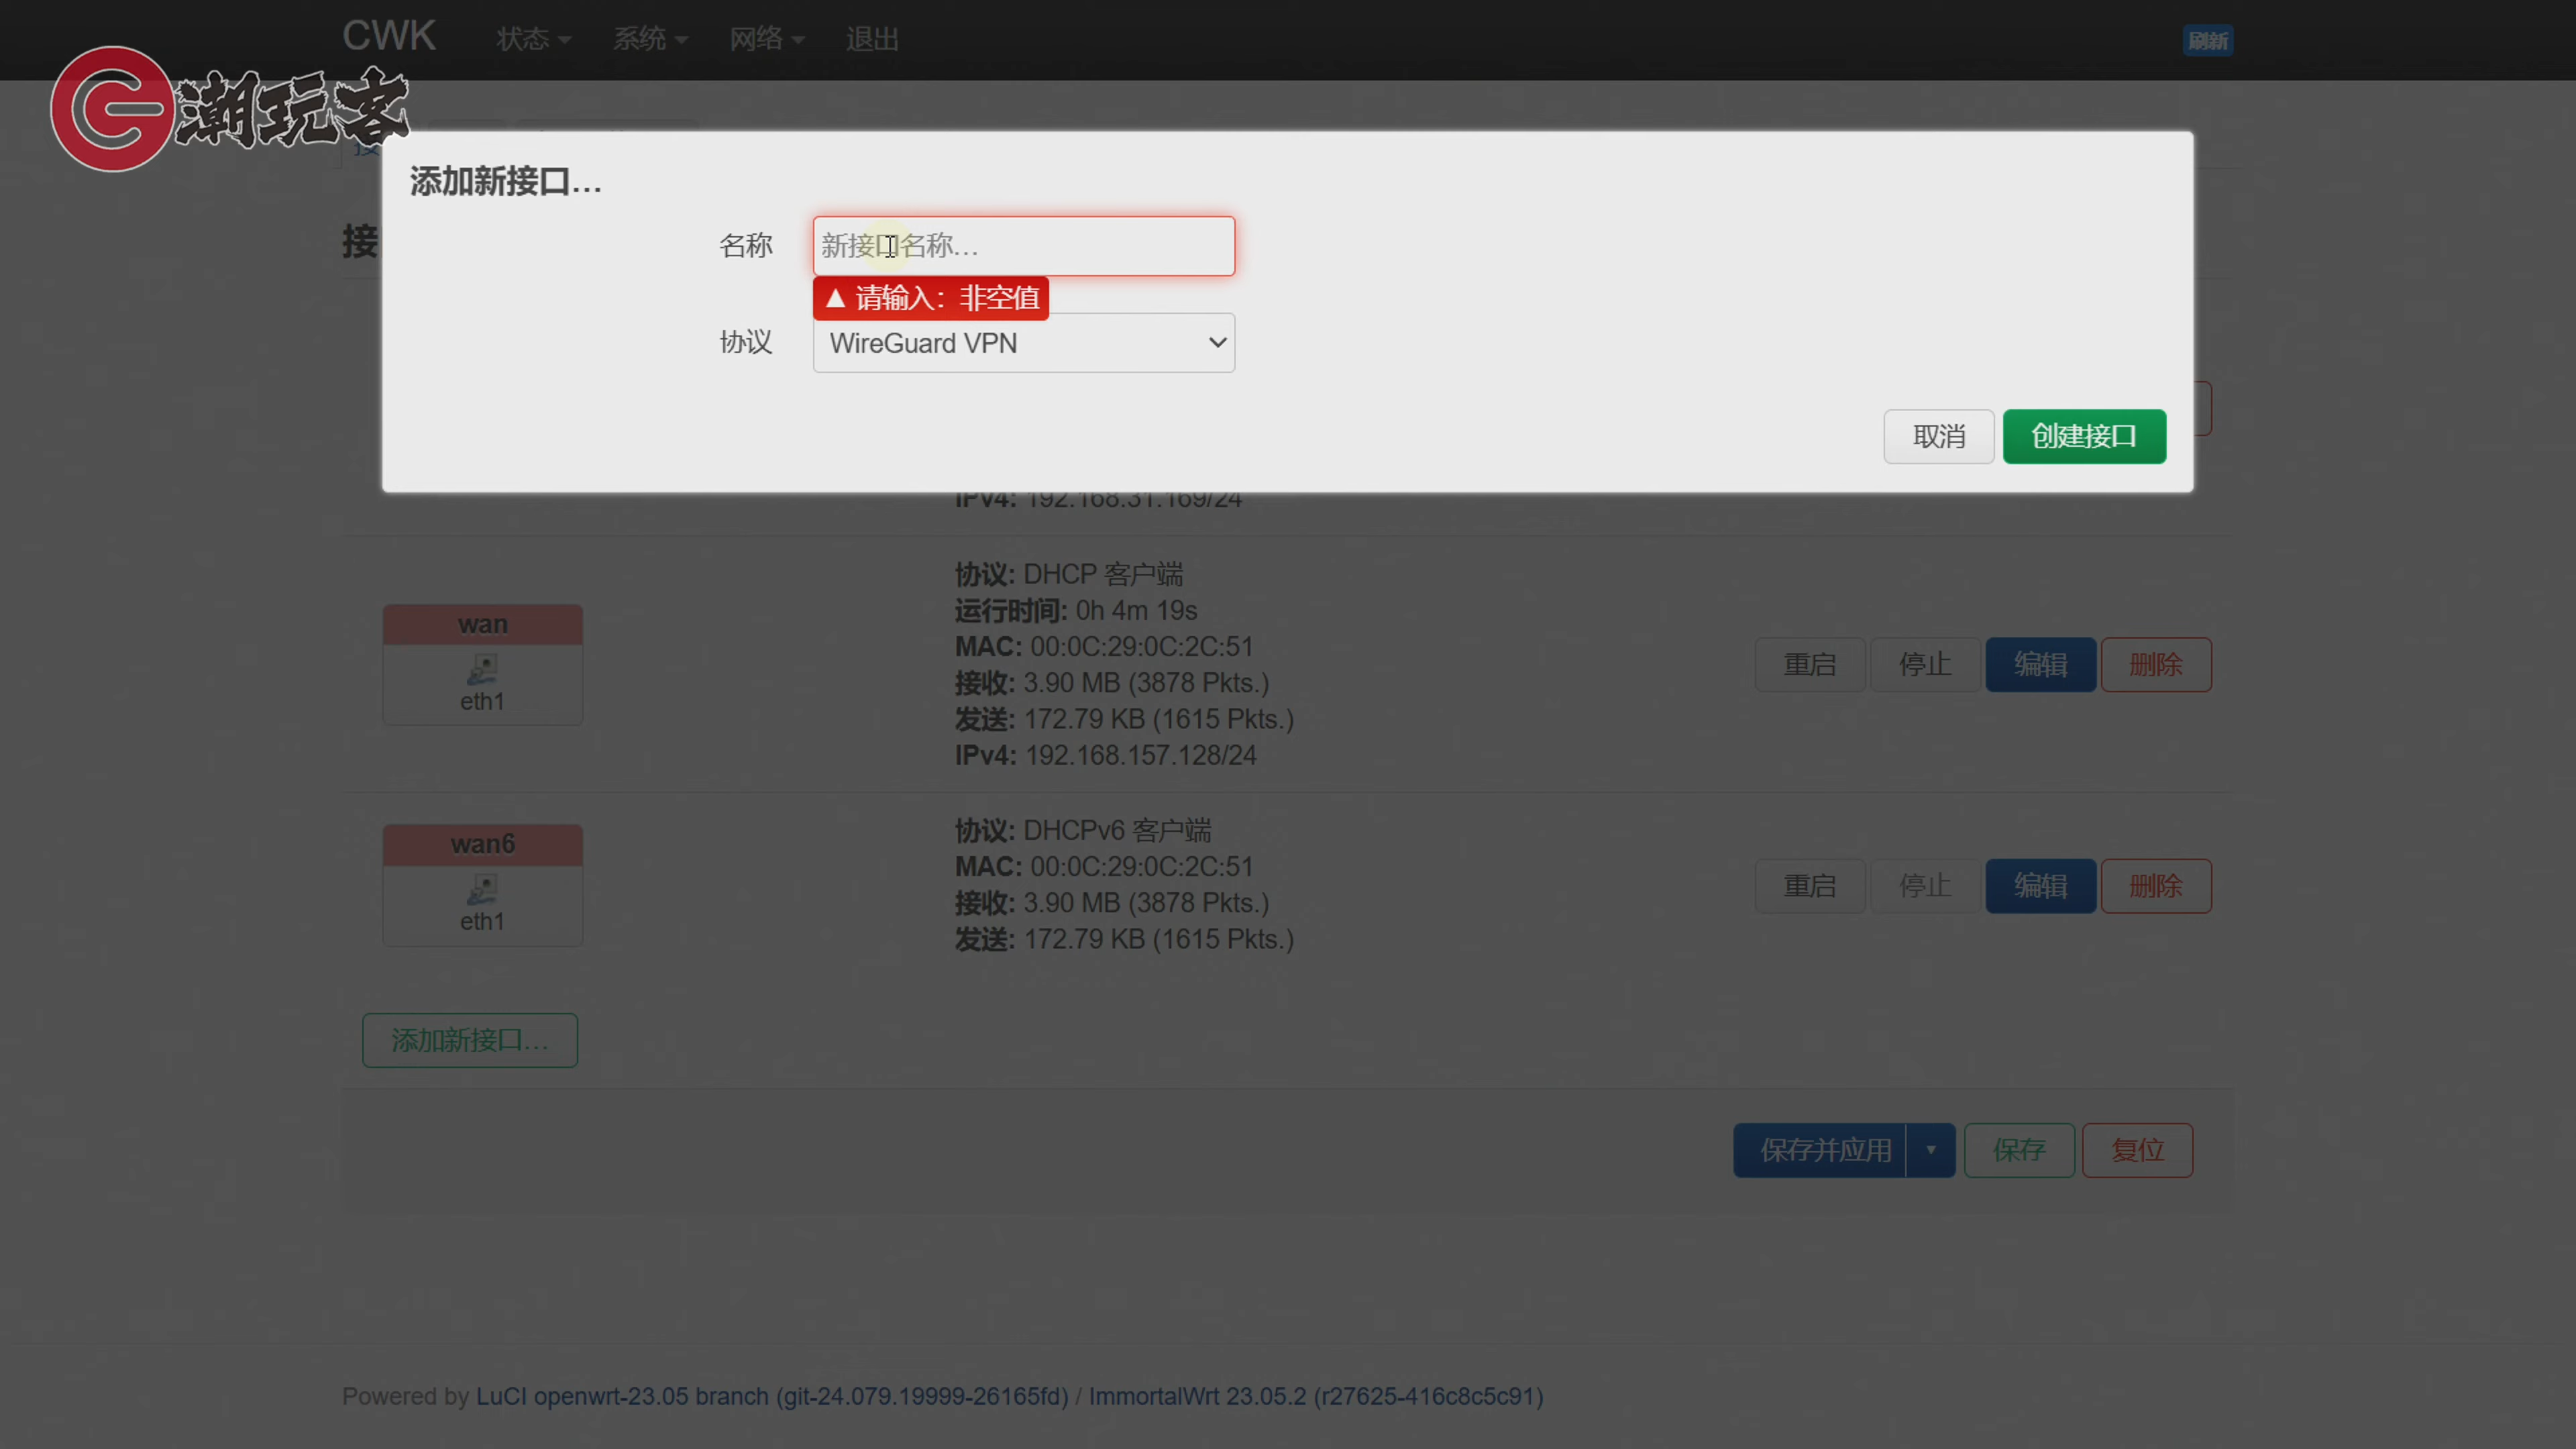 CWK 状态 系统 网络 退出 刷新
潮玩客
添加新接口...
名称 新接口名称...
请输入：非空值
协议 WireGuard VPN
取消 创建接口
IPv4: 192.168.31.169/24
wan
eth1
协议: DHCP 客户端
运行时间: 0h 4m 19s
MAC: 00:0C:29:0C:2C:51
接收: 3.90 MB (3878 Pkts.)
发送: 172.79 KB (1615 Pkts.)
IPv4: 192.168.157.128/24
重启 停止 编辑 删除
wan6
eth1
协议: DHCPv6 客户端
MAC: 00:0C:29:0C:2C:51
接收: 3.90 MB (3878 Pkts.)
发送: 172.79 KB (1615 Pkts.)
重启 停止 编辑 删除
添加新接口...
保存并应用 保存 复位
Powered by LuCI openwrt-23.05 branch (git-24.079.19999-26165fd) / ImmortalWrt 23.05.2 (r27625-416c8c5c91)